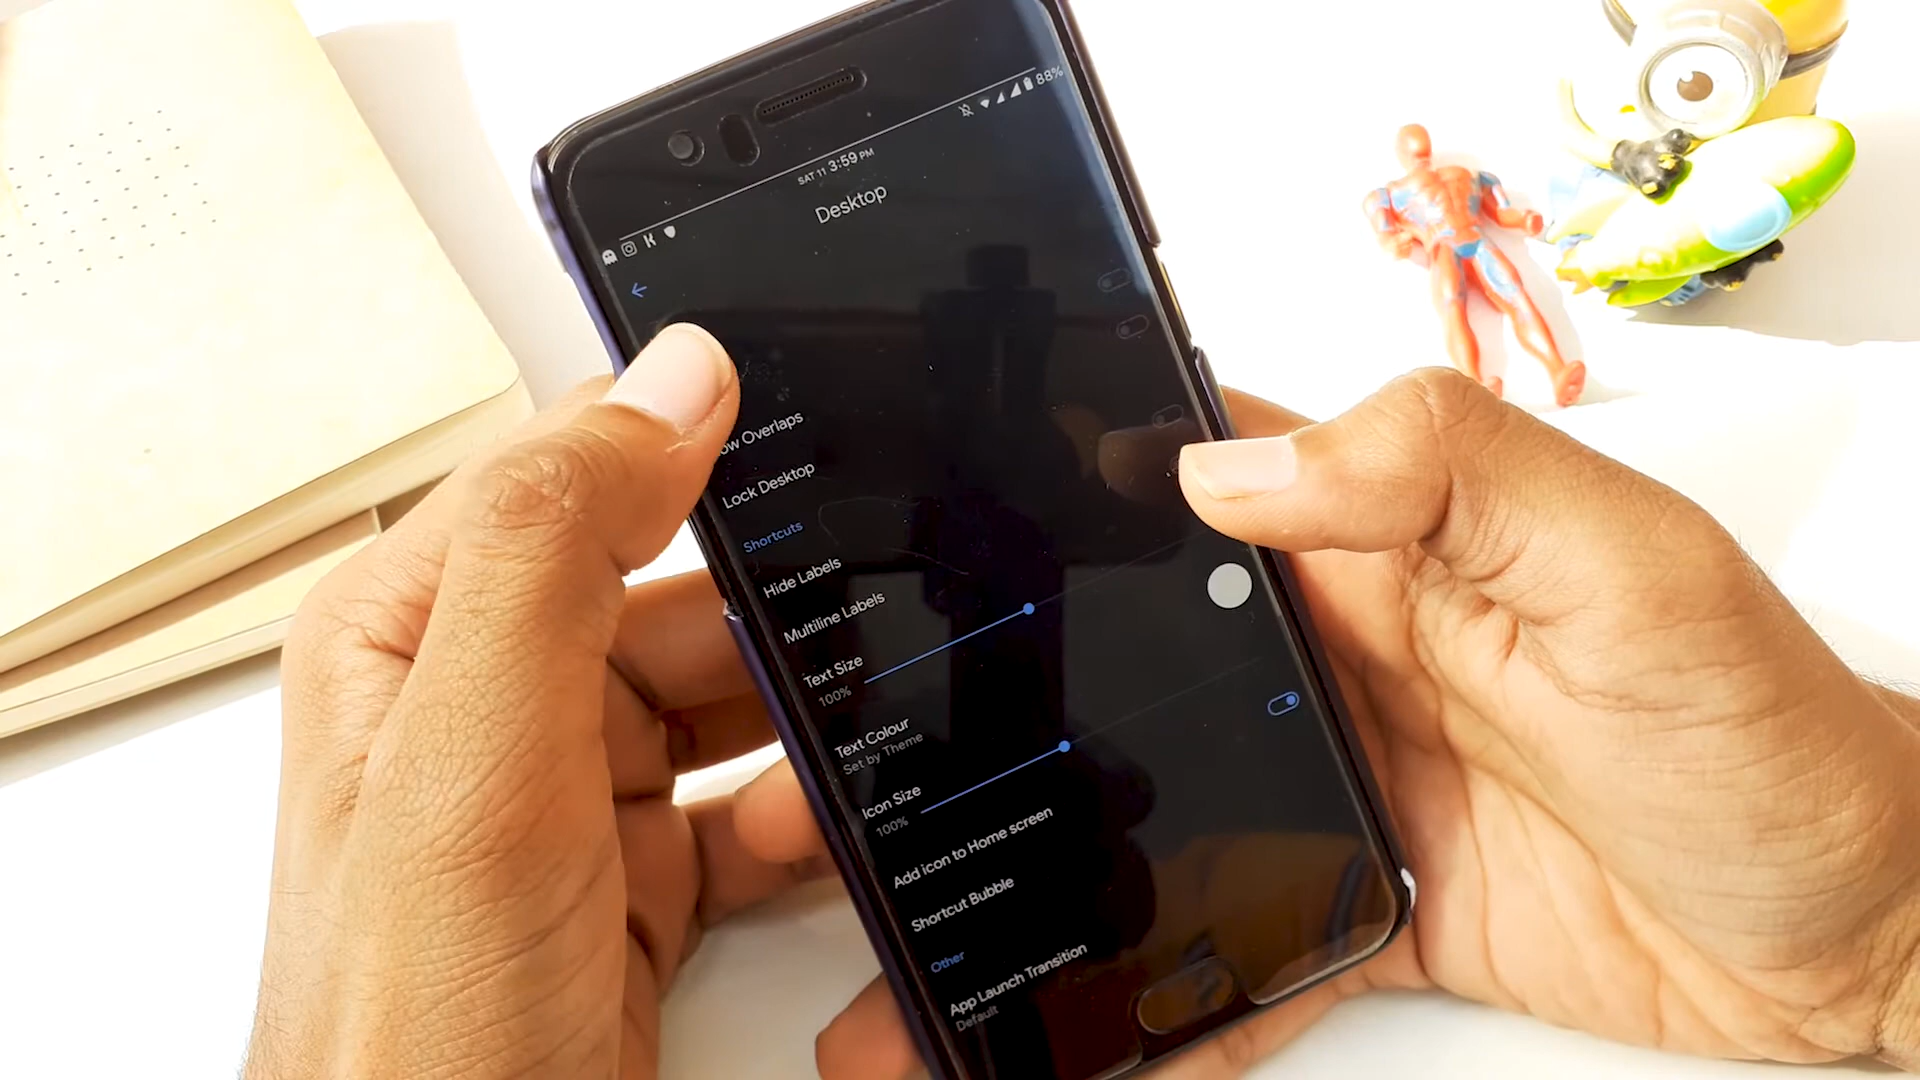 SAT 11 3:59 PM
88%
Desktop
ow Overlaps
Lock Desktop
Shortcuts
Hide Labels
Multiline Labels
Text Size
100%
Text Colour
Set by Theme
Icon Size
100%
Add icon to Home screen
Shortcut Bubble
Other
App Launch Transition
Default